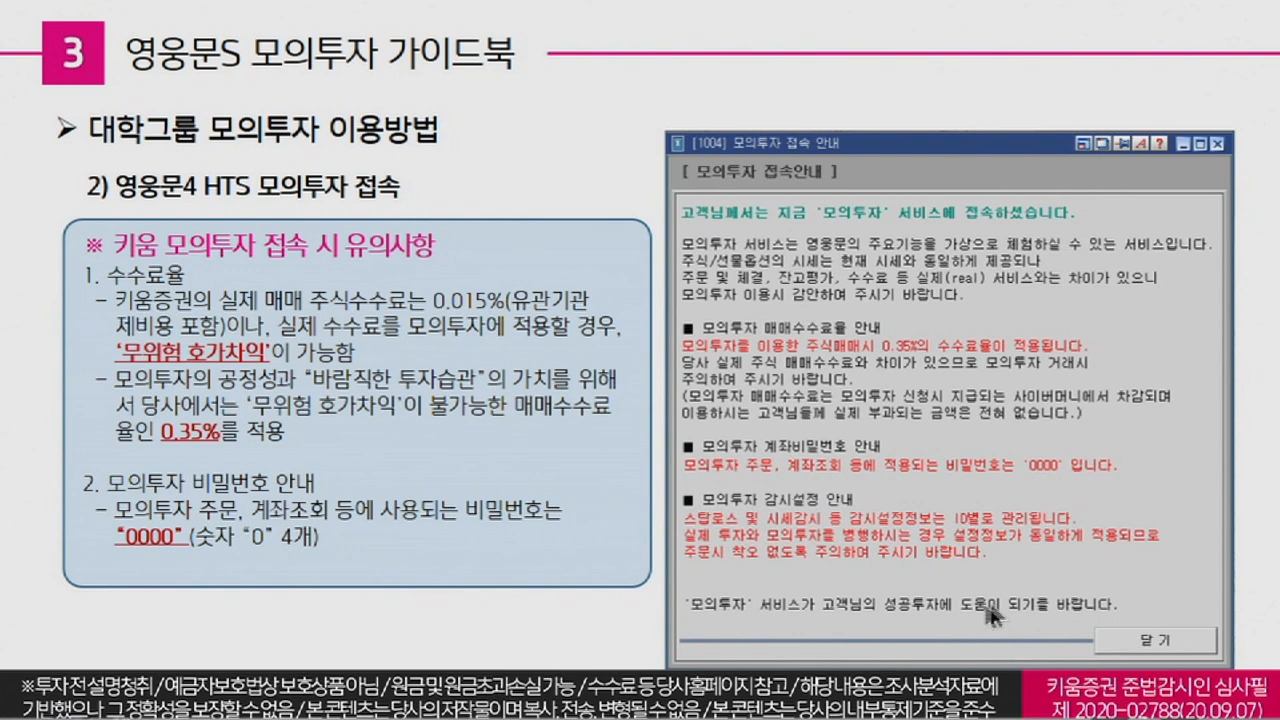 3 영웅문S 모의투자 가이드북
➢ 대학그룹 모의투자 이용방법
2) 영웅문4 HTS 모의투자 접속
※ 키움 모의투자 접속 시 유의사항
1. 수수료율
- 키움증권의 실제 매매 주식수수료는 0.015%(유관기관
제비용 포함)이나, 실제 수수료를 모의투자에 적용할 경우,
‘무위험 호가차익’이 가능함
- 모의투자의 공정성과 “바람직한 투자습관”의 가치를 위해
서 당사에서는 ‘무위험 호가차익’이 불가능한 매매수수료
율인 0.35%를 적용
2. 모의투자 비밀번호 안내
- 모의투자 주문, 계좌조회 등에 사용되는 비밀번호는
“0000” (숫자 “0” 4개)
[1004] 모의투자 접속 안내
[ 모의투자 접속안내 ]
고객님께서는 지금 '모의투자' 서비스에 접속하셨습니다.
모의투자 서비스는 영웅문의 주요기능을 가상으로 체험하실 수 있는 서비스입니다.
주식/선물옵션의 시세는 현재 시세와 동일하게 제공되나
주문 및 체결, 잔고평가, 수수료 등 실제(real) 서비스와는 차이가 있으니
모의투자 이용시 감안하여 주시기 바랍니다.
■ 모의투자 매매수수료율 안내
모의투자를 이용한 주식매매시 0.35%의 수수료율이 적용됩니다.
당사 실제 주식 매매수수료와 차이가 있으므로 모의투자 거래시
주의하여 주시기 바랍니다.
(모의투자 매매수수료는 모의투자 신청시 지급되는 사이버머니에서 차감되며
이용하시는 고객님들께 실제 부과되는 금액은 전혀 없습니다.)
■ 모의투자 계좌비밀번호 안내
모의투자 주문, 계좌조회 등에 적용되는 비밀번호는 '0000' 입니다.
■ 모의투자 감시설정 안내
스탑로스 및 시세감시 등 감시설정정보는 ID별로 관리됩니다.
실제 투자와 모의투자를 병행하시는 경우 설정정보가 동일하게 적용되므로
주문시 착오 없도록 주의하여 주시기 바랍니다.
'모의투자' 서비스가 고객님의 성공투자에 도움이 되기를 바랍니다.
닫 기
※투자 전 설명청취 / 예금자보호법상 보호상품 아님 / 원금 및 원금초과손실 가능 / 수수료 등 당사홈페이지 참고 / 해당 내용은 조사분석자료에
기반했으나 그 정확성을 보장할 수 없음 / 본 콘텐츠는 당사의 저작물이며 복사, 전송, 변형될 수 없음 / 본 콘텐츠는 당사의 내부통제기준을 준수
키움증권 준법감시인 심사필
제 2020-02788(20.09.07)